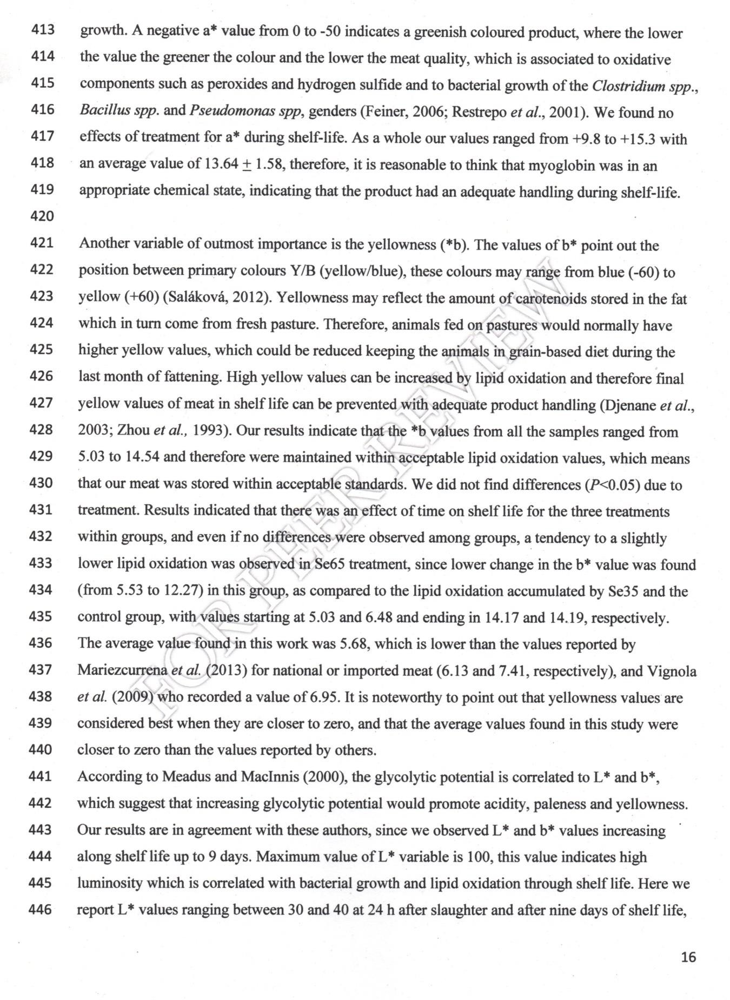 413 growth. A negative a* value from 0 to -50 indicates a greenish coloured product, where the lower
414 the value the greener the colour and the lower the meat quality, which is associated to oxidative
415 components such as peroxides and hydrogen sulfide and to bacterial growth of the Clostridium spp.,
416 Bacillus spp. and Pseudomonas spp, genders (Feiner, 2006; Restrepo et al., 2001). We found no
417 effects of treatment for a* during shelf-life. As a whole our values ranged from +9.8 to +15.3 with
418 an average value of 13.64 ± 1.58, therefore, it is reasonable to think that myoglobin was in an
419 appropriate chemical state, indicating that the product had an adequate handling during shelf-life.
420
421 Another variable of outmost importance is the yellowness (*b). The values of b* point out the
422 position between primary colours Y/B (yellow/blue), these colours may range from blue (-60) to
423 yellow (+60) (Saláková, 2012). Yellowness may reflect the amount of carotenoids stored in the fat
424 which in turn come from fresh pasture. Therefore, animals fed on pastures would normally have
425 higher yellow values, which could be reduced keeping the animals in grain-based diet during the
426 last month of fattening. High yellow values can be increased by lipid oxidation and therefore final
427 yellow values of meat in shelf life can be prevented with adequate product handling (Djenane et al.,
428 2003; Zhou et al., 1993). Our results indicate that the *b values from all the samples ranged from
429 5.03 to 14.54 and therefore were maintained within acceptable lipid oxidation values, which means
430 that our meat was stored within acceptable standards. We did not find differences (P<0.05) due to
431 treatment. Results indicated that there was an effect of time on shelf life for the three treatments
432 within groups, and even if no differences were observed among groups, a tendency to a slightly
433 lower lipid oxidation was observed in Se65 treatment, since lower change in the b* value was found
434 (from 5.53 to 12.27) in this group, as compared to the lipid oxidation accumulated by Se35 and the
435 control group, with values starting at 5.03 and 6.48 and ending in 14.17 and 14.19, respectively.
436 The average value found in this work was 5.68, which is lower than the values reported by
437 Mariezcurrena et al. (2013) for national or imported meat (6.13 and 7.41, respectively), and Vignola
438 et al. (2009) who recorded a value of 6.95. It is noteworthy to point out that yellowness values are
439 considered best when they are closer to zero, and that the average values found in this study were
440 closer to zero than the values reported by others.
441 According to Meadus and MacInnis (2000), the glycolytic potential is correlated to L* and b*,
442 which suggest that increasing glycolytic potential would promote acidity, paleness and yellowness.
443 Our results are in agreement with these authors, since we observed L* and b* values increasing
444 along shelf life up to 9 days. Maximum value of L* variable is 100, this value indicates high
445 luminosity which is correlated with bacterial growth and lipid oxidation through shelf life. Here we
446 report L* values ranging between 30 and 40 at 24 h after slaughter and after nine days of shelf life,
FOR PEER REVIEW
16